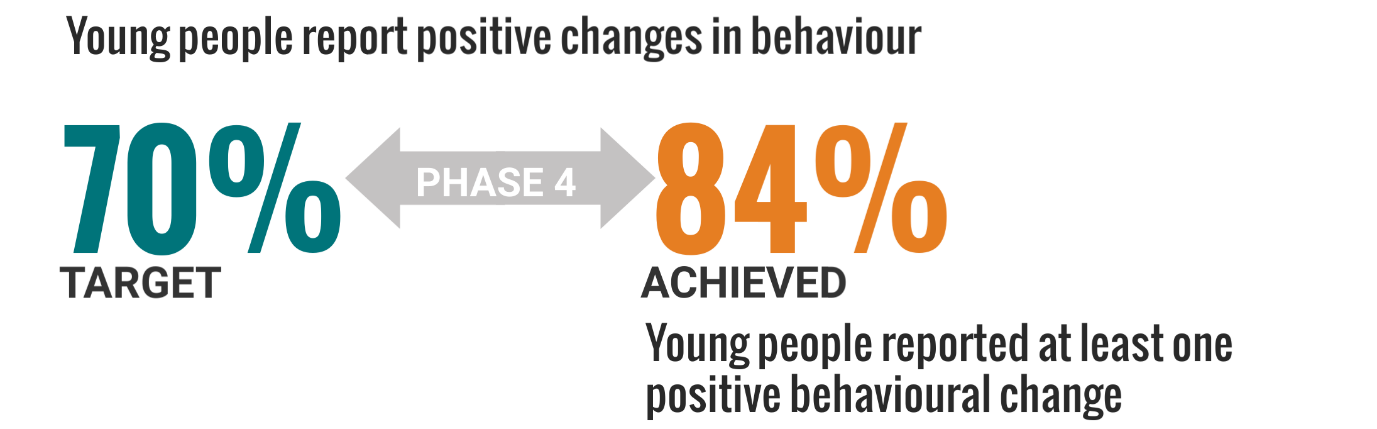 Young people report positive changes in behaviour
70% PHASE 4 84%
TARGET ACHIEVED
Young people reported at least one
positive behavioural change